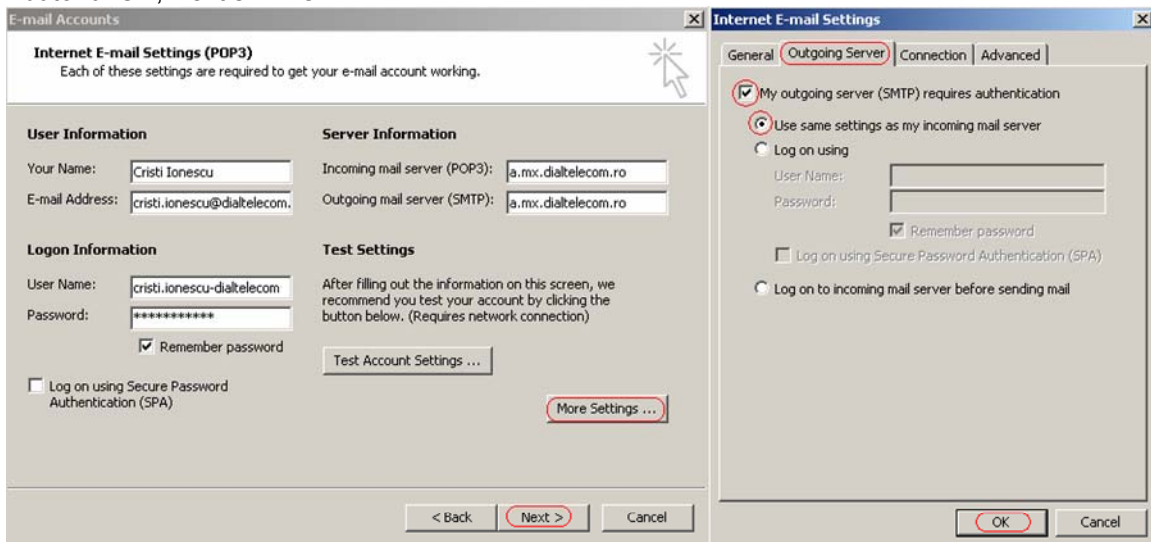 E-mail Accounts
Internet E-mail Settings (POP3)
Each of these settings are required to get your e-mail account working.
User Information
Your Name: Cristi Ionescu
E-mail Address: cristi.ionescu@dialtelecom.
Logon Information
User Name: cristi.ionescu-dialtelecom
Password: ***********
Remember password
Log on using Secure Password
Authentication (SPA)
Server Information
Incoming mail server (POP3): a.mx.dialtelecom.ro
Outgoing mail server (SMTP): a.mx.dialtelecom.ro
Test Settings
After filling out the information on this screen, we
recommend you test your account by clicking the
button below. (Requires network connection)
Test Account Settings ...
More Settings ...
< Back Next > Cancel
Internet E-mail Settings
General Outgoing Server Connection Advanced
My outgoing server (SMTP) requires authentication
Use same settings as my incoming mail server
Log on using
User Name:
Password:
Remember password
Log on using Secure Password Authentication (SPA)
Log on to incoming mail server before sending mail
OK Cancel